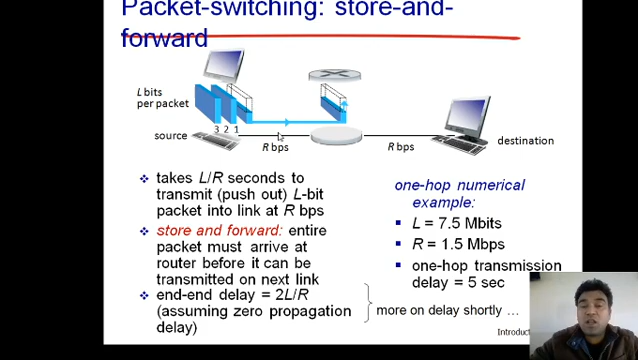 Packet-switching: store-and-
forward
L bits
per packet
3 2 1
source
R bps
R bps
destination
takes L/R seconds to
transmit (push out) L-bit
packet into link at R bps
store and forward: entire
packet must arrive at
router before it can be
transmitted on next link
end-end delay = 2L/R
(assuming zero propagation
delay)
one-hop numerical
example:
L = 7.5 Mbits
R = 1.5 Mbps
one-hop transmission
delay = 5 sec
more on delay shortly …
Introduct